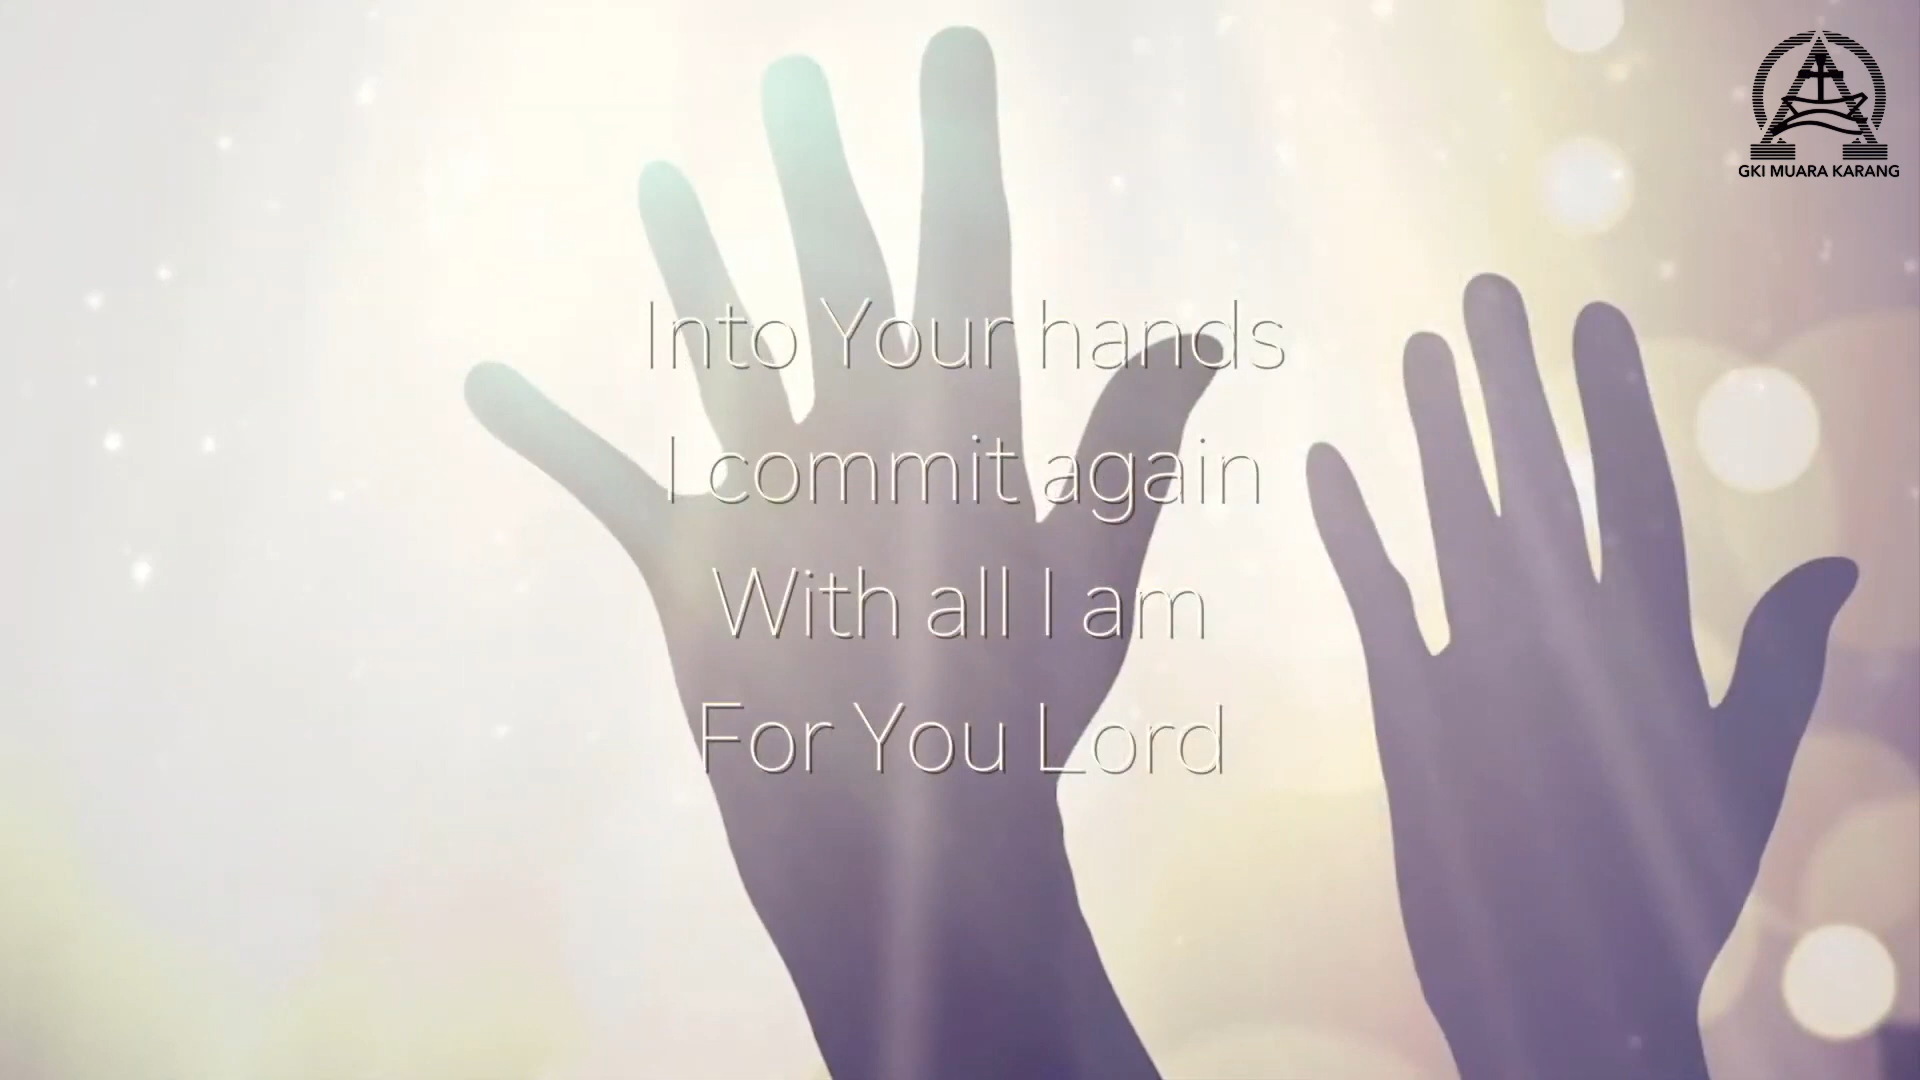 GKI MUARA KARANG
Into Your hands
I commit again
With all I am
For You Lord